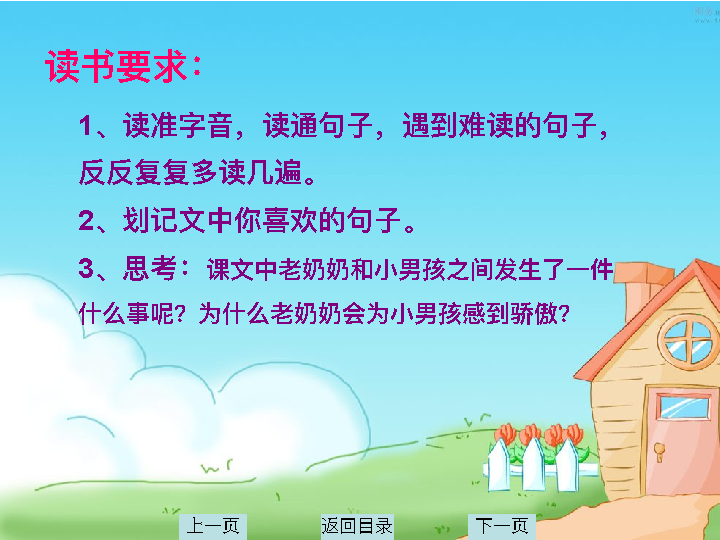 读书要求：
1、读准字音，读通句子，遇到难读的句子，
反反复复多读几遍。
2、划记文中你喜欢的句子。
3、思考：课文中老奶奶和小男孩之间发生了一件
什么事呢？为什么老奶奶会为小男孩感到骄傲？
上一页
返回目录
下一页